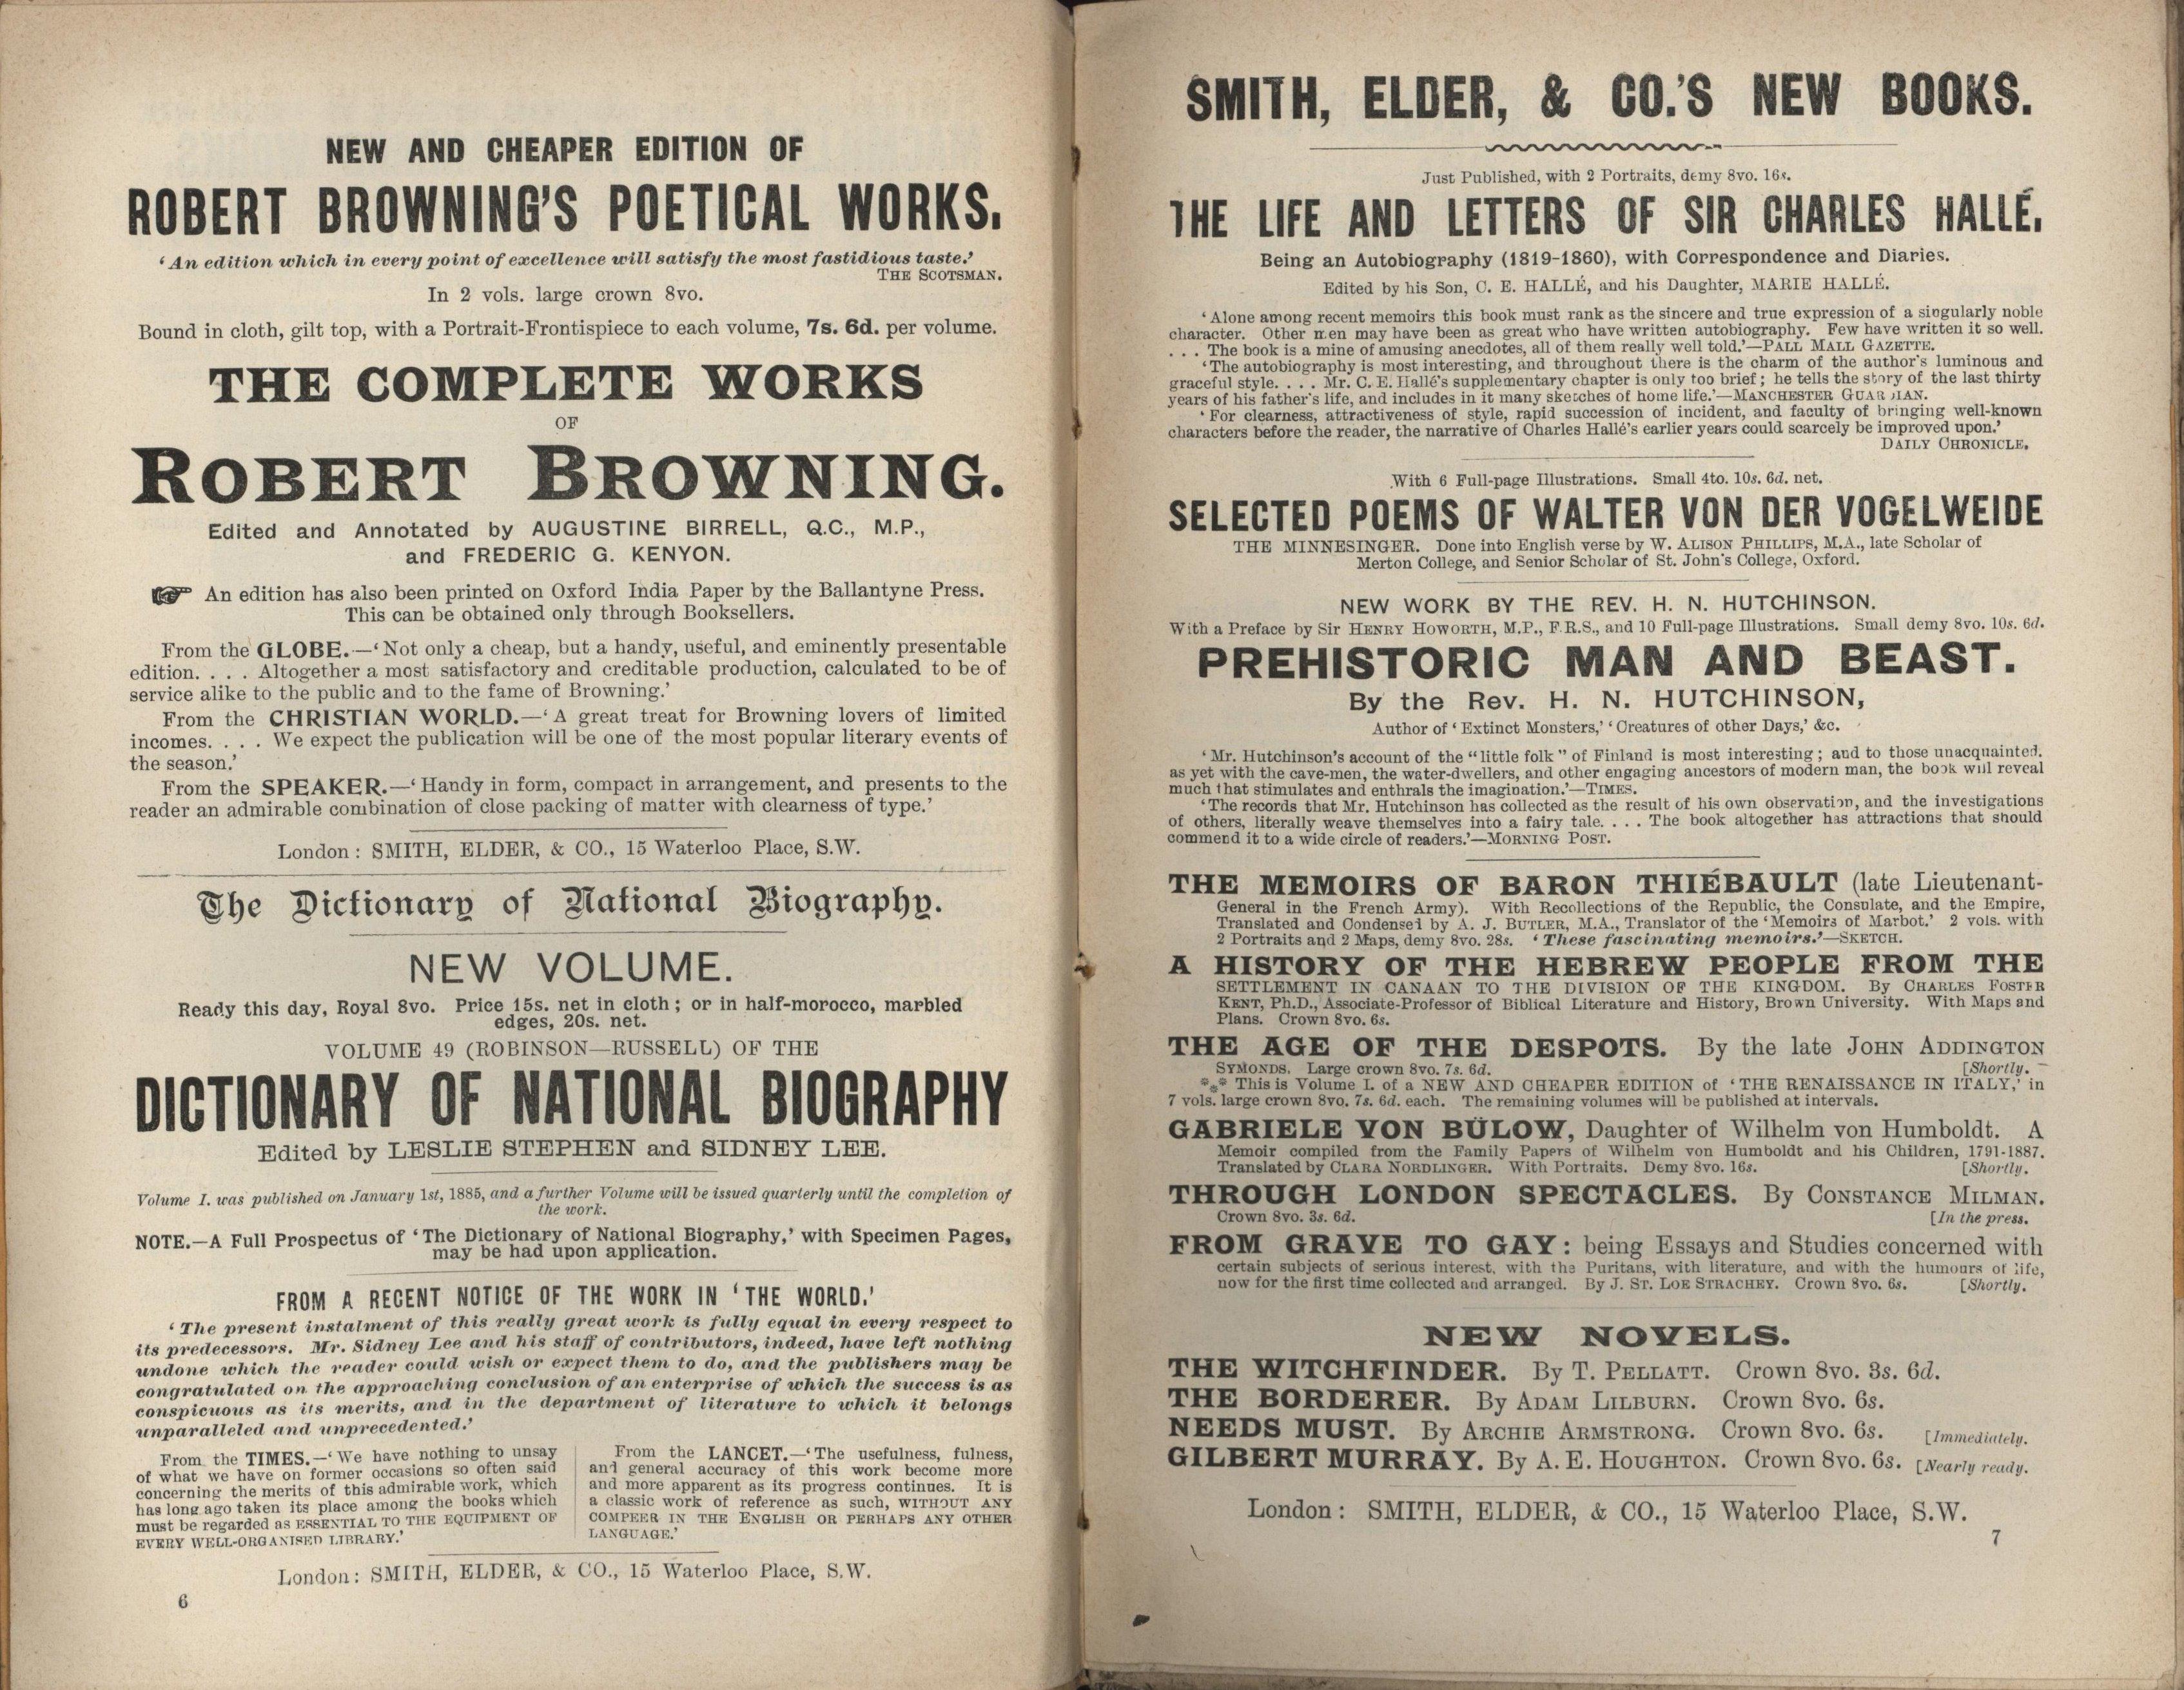 NEW AND CHEAPER EDITION OF
ROBERT BROWNING'S POETICAL WORKS.
'An edition which in every point of excellence will satisfy the most fastidious taste.'
THE SCOTSMAN.
In 2 vols. large crown 8vo.
Bound in cloth, gilt top, with a Portrait-Frontispiece to each volume, 7s. 6d. per volume.
THE COMPLETE WORKS
OF
ROBERT BROWNING.
Edited and Annotated by AUGUSTINE BIRRELL, Q.C., M.P.,
and FREDERIC G. KENYON.
☞ An edition has also been printed on Oxford India Paper by the Ballantyne Press.
This can be obtained only through Booksellers.
From the GLOBE.—'Not only a cheap, but a handy, useful, and eminently presentable
edition. . . . Altogether a most satisfactory and creditable production, calculated to be of
service alike to the public and to the fame of Browning.'
From the CHRISTIAN WORLD.—'A great treat for Browning lovers of limited
incomes. . . . We expect the publication will be one of the most popular literary events of
the season.'
From the SPEAKER.—'Handy in form, compact in arrangement, and presents to the
reader an admirable combination of close packing of matter with clearness of type.'
London: SMITH, ELDER, & CO., 15 Waterloo Place, S.W.
The Dictionary of National Biography.
NEW VOLUME.
Ready this day, Royal 8vo. Price 15s. net in cloth; or in half-morocco, marbled
edges, 20s. net.
VOLUME 49 (ROBINSON—RUSSELL) OF THE
DICTIONARY OF NATIONAL BIOGRAPHY
Edited by LESLIE STEPHEN and SIDNEY LEE.
Volume I. was published on January 1st, 1885, and a further Volume will be issued quarterly until the completion of
the work.
NOTE.—A Full Prospectus of 'The Dictionary of National Biography,' with Specimen Pages,
may be had upon application.
FROM A RECENT NOTICE OF THE WORK IN 'THE WORLD.'
'The present instalment of this really great work is fully equal in every respect to
its predecessors. Mr. Sidney Lee and his staff of contributors, indeed, have left nothing
undone which the reader could wish or expect them to do, and the publishers may be
congratulated on the approaching conclusion of an enterprise of which the success is as
conspicuous as its merits, and in the department of literature to which it belongs
unparalleled and unprecedented.'
From the TIMES.—'We have nothing to unsay
of what we have on former occasions so often said
concerning the merits of this admirable work, which
has long ago taken its place among the books which
must be regarded as ESSENTIAL TO THE EQUIPMENT OF
EVERY WELL-ORGANISED LIBRARY.'
From the LANCET.—'The usefulness, fulness,
and general accuracy of this work become more
and more apparent as its progress continues. It is
a classic work of reference as such, WITHOUT ANY
COMPEER IN THE ENGLISH OR PERHAPS ANY OTHER
LANGUAGE.'
London: SMITH, ELDER, & CO., 15 Waterloo Place, S.W.
6
SMITH, ELDER, & CO.'S NEW BOOKS.
Just Published, with 2 Portraits, demy 8vo. 16s.
THE LIFE AND LETTERS OF SIR CHARLES HALLÉ.
Being an Autobiography (1819-1860), with Correspondence and Diaries.
Edited by his Son, C. E. HALLÉ, and his Daughter, MARIE HALLÉ.
'Alone among recent memoirs this book must rank as the sincere and true expression of a singularly noble
character. Other men may have been as great who have written autobiography. Few have written it so well.
. . . The book is a mine of amusing anecdotes, all of them really well told.'—PALL MALL GAZETTE.
'The autobiography is most interesting, and throughout there is the charm of the author's luminous and
graceful style. . . . Mr. C. E. Hallé's supplementary chapter is only too brief; he tells the story of the last thirty
years of his father's life, and includes in it many sketches of home life.'—MANCHESTER GUARDIAN.
'For clearness, attractiveness of style, rapid succession of incident, and faculty of bringing well-known
characters before the reader, the narrative of Charles Hallé's earlier years could scarcely be improved upon.'
DAILY CHRONICLE.
With 6 Full-page Illustrations. Small 4to. 10s. 6d. net.
SELECTED POEMS OF WALTER VON DER VOGELWEIDE
THE MINNESINGER. Done into English verse by W. ALISON PHILLIPS, M.A., late Scholar of
Merton College, and Senior Scholar of St. John's College, Oxford.
NEW WORK BY THE REV. H. N. HUTCHINSON.
With a Preface by Sir HENRY HOWORTH, M.P., F.R.S., and 10 Full-page Illustrations. Small demy 8vo. 10s. 6d.
PREHISTORIC MAN AND BEAST.
By the Rev. H. N. HUTCHINSON,
Author of 'Extinct Monsters,' 'Creatures of other Days,' &c.
'Mr. Hutchinson's account of the "little folk" of Finland is most interesting; and to those unacquainted,
as yet with the cave-men, the water-dwellers, and other engaging ancestors of modern man, the book will reveal
much that stimulates and enthrals the imagination.'—TIMES.
'The records that Mr. Hutchinson has collected as the result of his own observation, and the investigations
of others, literally weave themselves into a fairy tale. . . . The book altogether has attractions that should
commend it to a wide circle of readers.'—MORNING POST.
THE MEMOIRS OF BARON THIÉBAULT (late Lieutenant-
General in the French Army). With Recollections of the Republic, the Consulate, and the Empire,
Translated and Condensed by A. J. BUTLER, M.A., Translator of the 'Memoirs of Marbot.' 2 vols. with
2 Portraits and 2 Maps, demy 8vo. 28s. 'These fascinating memoirs.'—SKETCH.
A HISTORY OF THE HEBREW PEOPLE FROM THE
SETTLEMENT IN CANAAN TO THE DIVISION OF THE KINGDOM. By CHARLES FOSTER
KENT, Ph.D., Associate-Professor of Biblical Literature and History, Brown University. With Maps and
Plans. Crown 8vo. 6s.
THE AGE OF THE DESPOTS. By the late JOHN ADDINGTON
SYMONDS. Large crown 8vo. 7s. 6d. [Shortly.
*** This is Volume I. of a NEW AND CHEAPER EDITION of 'THE RENAISSANCE IN ITALY,' in
7 vols. large crown 8vo. 7s. 6d. each. The remaining volumes will be published at intervals.
GABRIELE VON BÜLOW, Daughter of Wilhelm von Humboldt. A
Memoir compiled from the Family Papers of Wilhelm von Humboldt and his Children, 1791-1887.
Translated by CLARA NORDLINGER. With Portraits. Demy 8vo. 16s. [Shortly.
THROUGH LONDON SPECTACLES. By CONSTANCE MILMAN.
Crown 8vo. 3s. 6d. [In the press.
FROM GRAVE TO GAY: being Essays and Studies concerned with
certain subjects of serious interest, with the Puritans, with literature, and with the humours of life,
now for the first time collected and arranged. By J. ST. LOE STRACHEY. Crown 8vo. 6s. [Shortly.
NEW NOVELS.
THE WITCHFINDER. By T. PELLATT. Crown 8vo. 3s. 6d.
THE BORDERER. By ADAM LILBURN. Crown 8vo. 6s.
NEEDS MUST. By ARCHIE ARMSTRONG. Crown 8vo. 6s. [Immediately.
GILBERT MURRAY. By A. E. HOUGHTON. Crown 8vo. 6s. [Nearly ready.
London: SMITH, ELDER, & CO., 15 Waterloo Place, S.W.
7